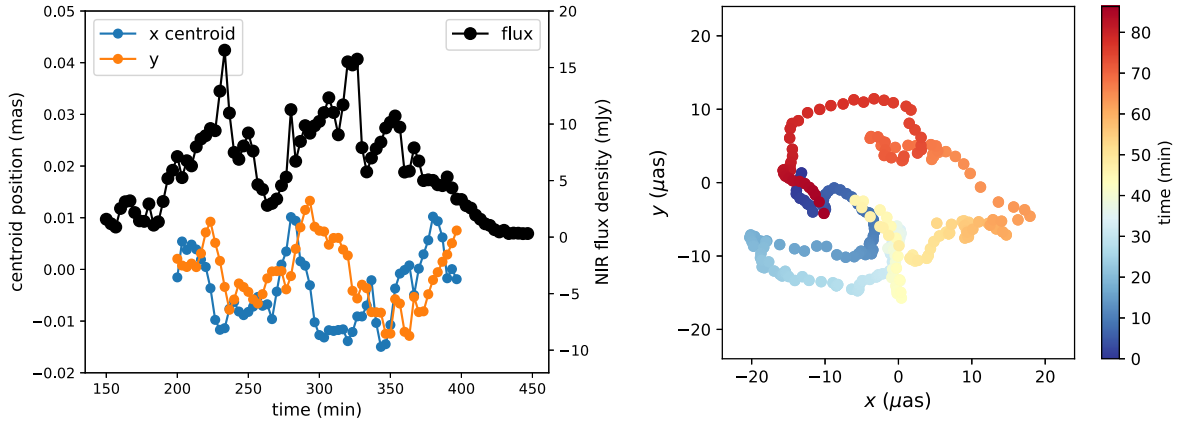 x centroid
y
flux
0.05
0.04
0.03
0.02
0.01
0.00
−0.01
−0.02
centroid position (mas)
150 200 250 300 350 400 450
time (min)
20
15
10
5
0
−5
−10
NIR flux density (mJy)
20
10
0
−10
−20
y (μas)
−20 −10 0 10 20
x (μas)
80
70
60
50
40
30
20
10
0
time (min)